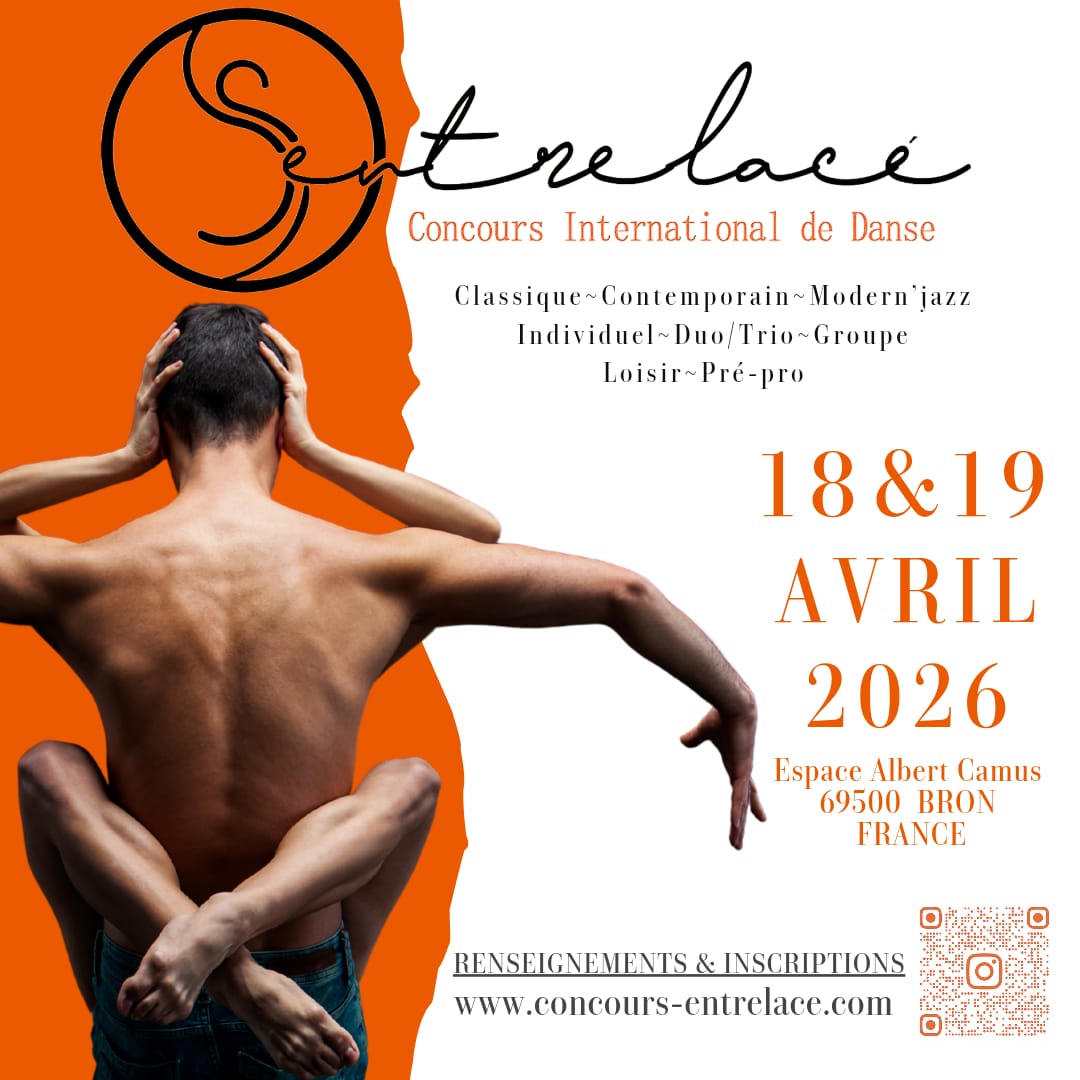 entrelacé
Concours International de Danse
Classique~Contemporain~Modern'jazz
Individuel~Duo/Trio~Groupe
Loisir~Pré-pro
18&19
AVRIL
2026
Espace Albert Camus
69500 BRON
FRANCE
RENSEIGNEMENTS & INSCRIPTIONS
www.concours-entrelace.com